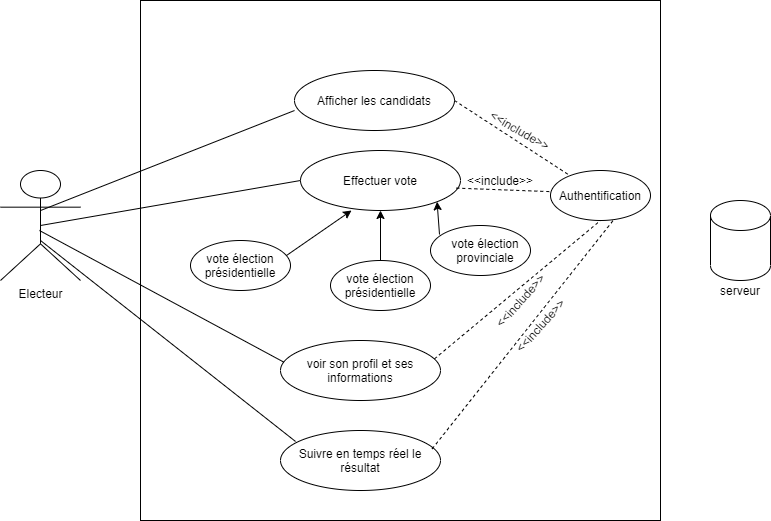 Afficher les candidats
<<include>>
Effectuer vote
<<include>>
Authentification
vote élection
présidentielle
vote élection
présidentielle
vote élection
provinciale
Electeur
serveur
<<include>>
<<include>>
voir son profil et ses
informations
Suivre en temps réel le
résultat